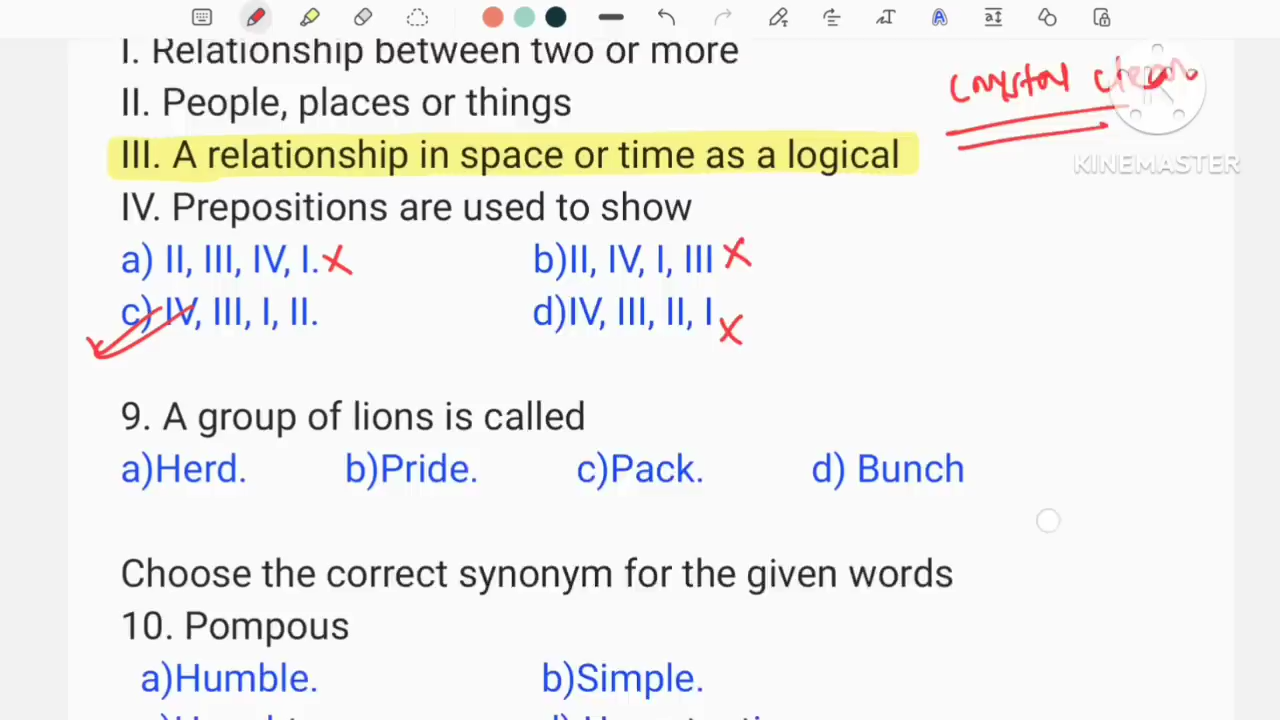 I. Relationship between two or more
crystal clear
II. People, places or things
III. A relationship in space or time as a logical
KINEMASTER
IV. Prepositions are used to show
a) II, III, IV, I. b)II, IV, I, III
c) IV, III, I, II. d)IV, III, II, I
9. A group of lions is called
a)Herd. b)Pride. c)Pack. d) Bunch
Choose the correct synonym for the given words
10. Pompous
a)Humble. b)Simple.